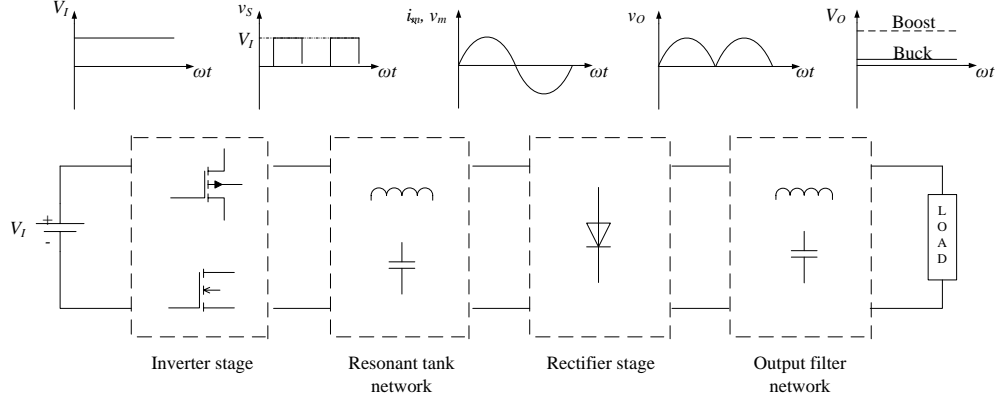 V_I
v_S
i_m, v_m
v_O
V_O
V_I
Boost
Buck
ωt
ωt
ωt
ωt
ωt
V_I
+
-
L
O
A
D
Inverter stage
Resonant tank
network
Rectifier stage
Output filter
network